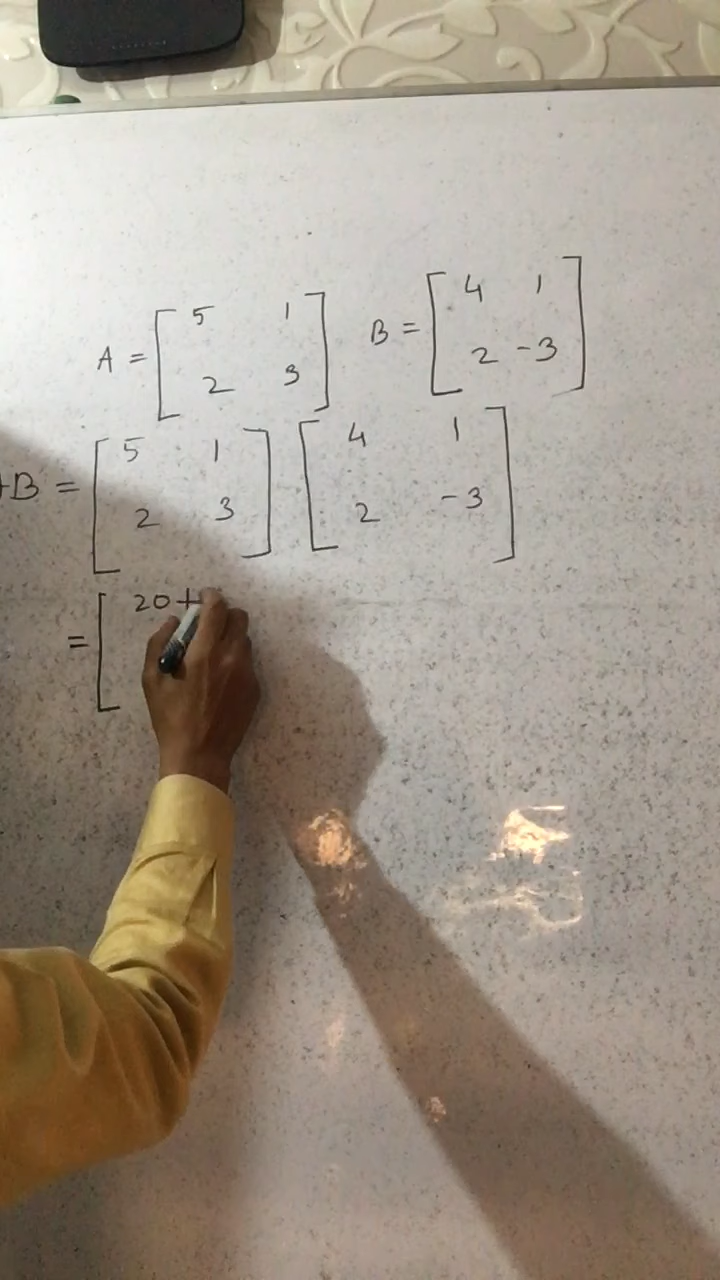 A = [ 5 1 B = [ 4 1
2 3 ] 2 -3 ]
+B = [ 5 1 ] [ 4 1 ]
2 3 2 -3
= [ 20+